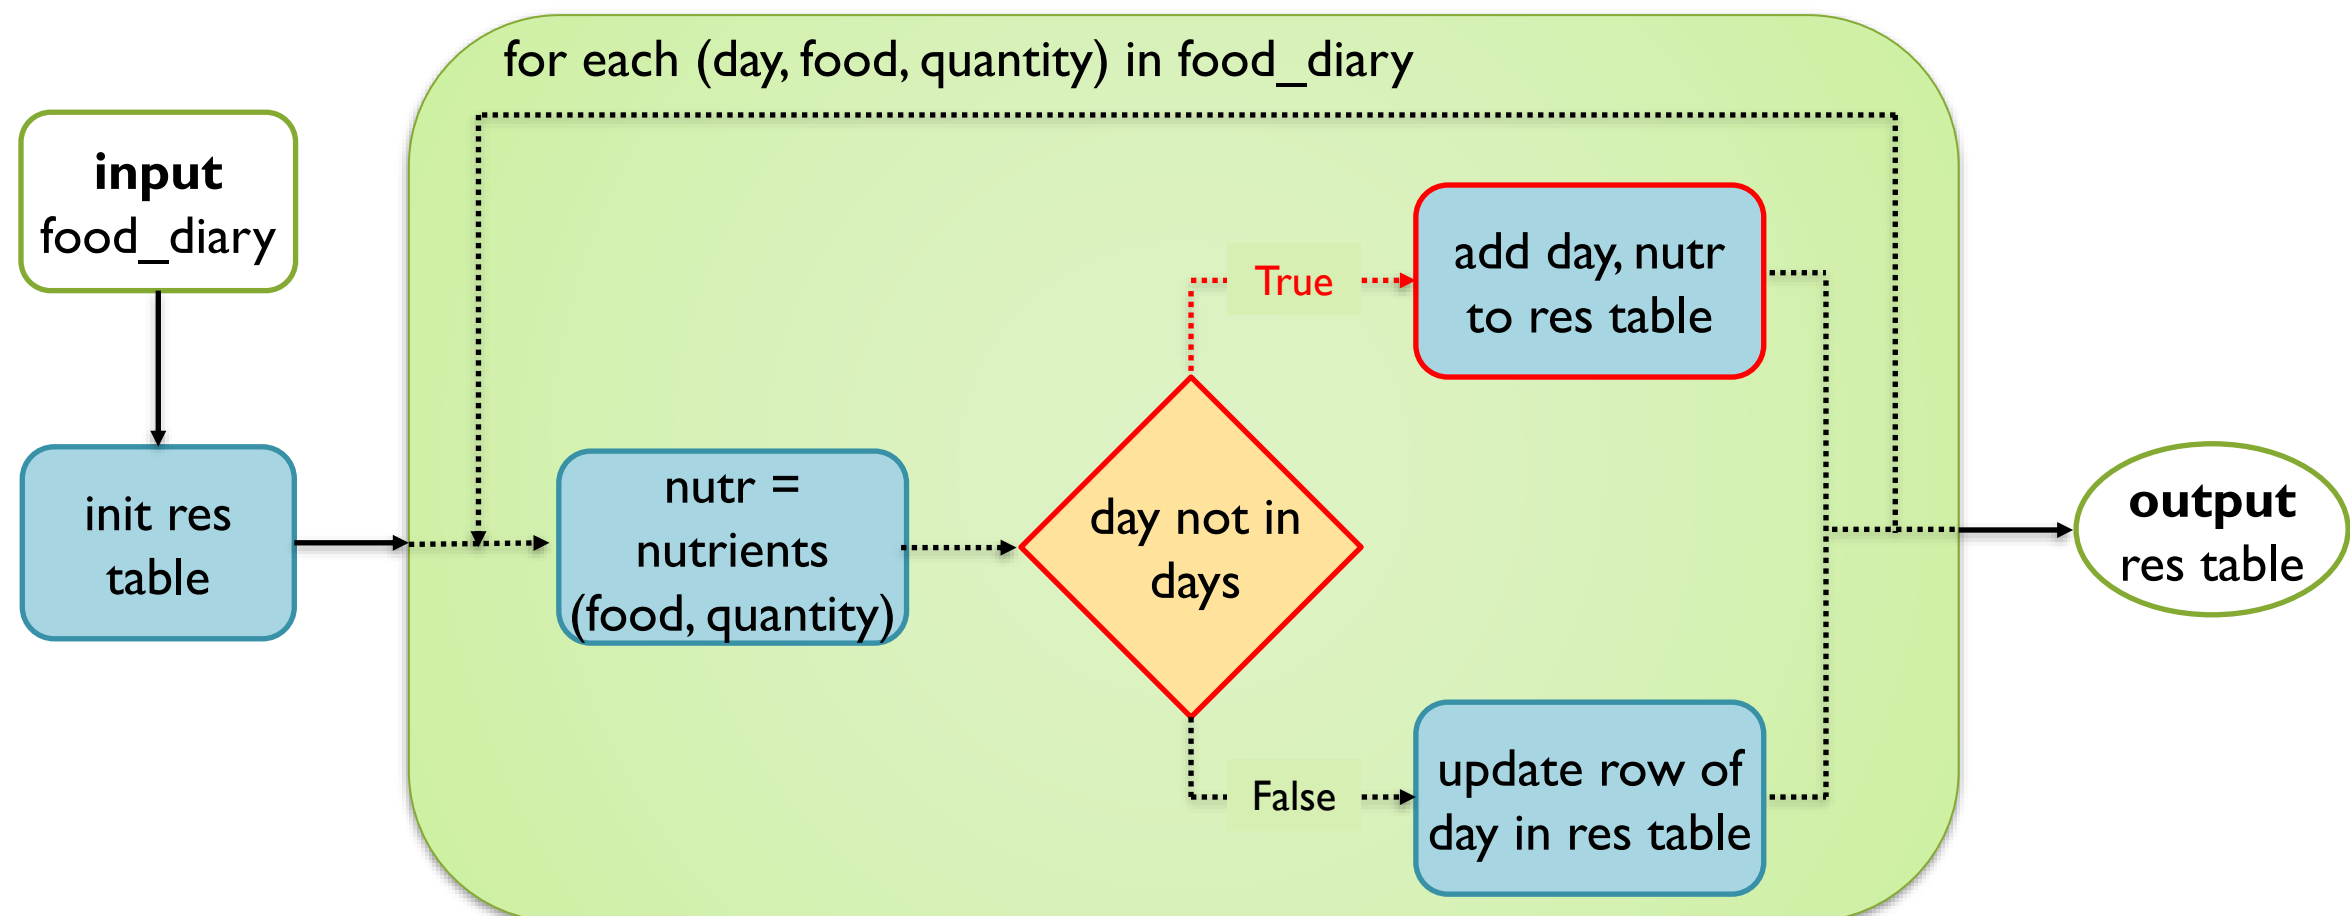 for each (day, food, quantity) in food_diary
input
food_diary
init res
table
nutr =
nutrients
(food, quantity)
day not in
days
True
add day, nutr
to res table
False
update row of
day in res table
output
res table